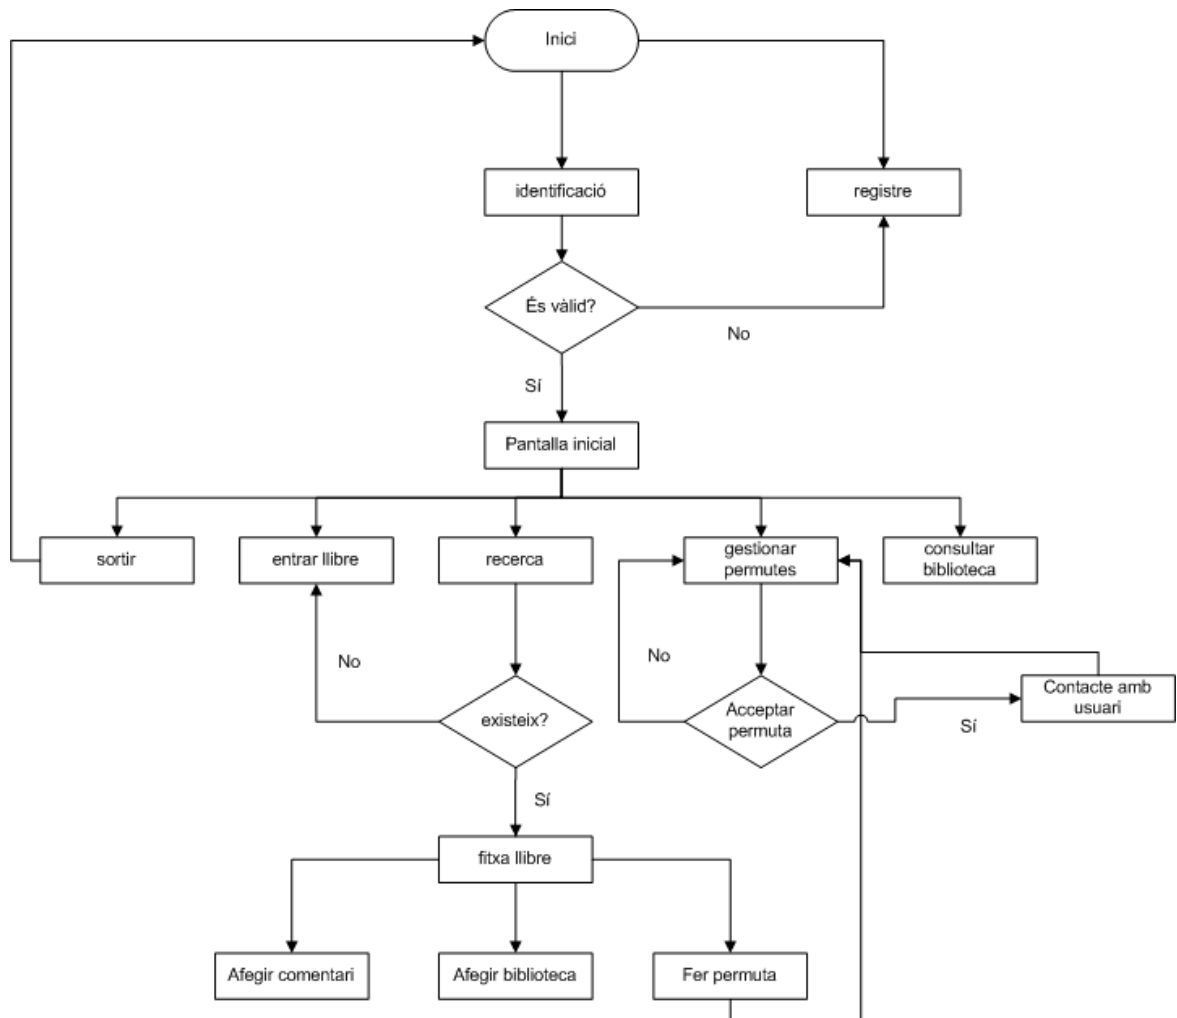 Inici
identificació
registre
És vàlid?
No
Sí
Pantalla inicial
sortir
entrar llibre
recerca
gestionar
permutes
consultar
biblioteca
No
existeix?
No
Acceptar
permuta
Sí
Contacte amb
usuari
Sí
fitxa llibre
Afegir comentari
Afegir biblioteca
Fer permuta